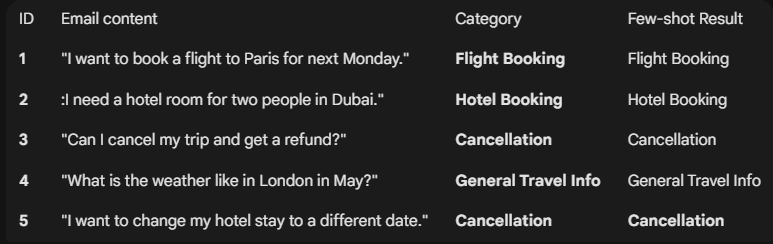 ID Email content Category Few-shot Result
1 "I want to book a flight to Paris for next Monday." Flight Booking Flight Booking
2 :I need a hotel room for two people in Dubai." Hotel Booking Hotel Booking
3 "Can I cancel my trip and get a refund?" Cancellation Cancellation
4 "What is the weather like in London in May?" General Travel Info General Travel Info
5 "I want to change my hotel stay to a different date." Cancellation Cancellation